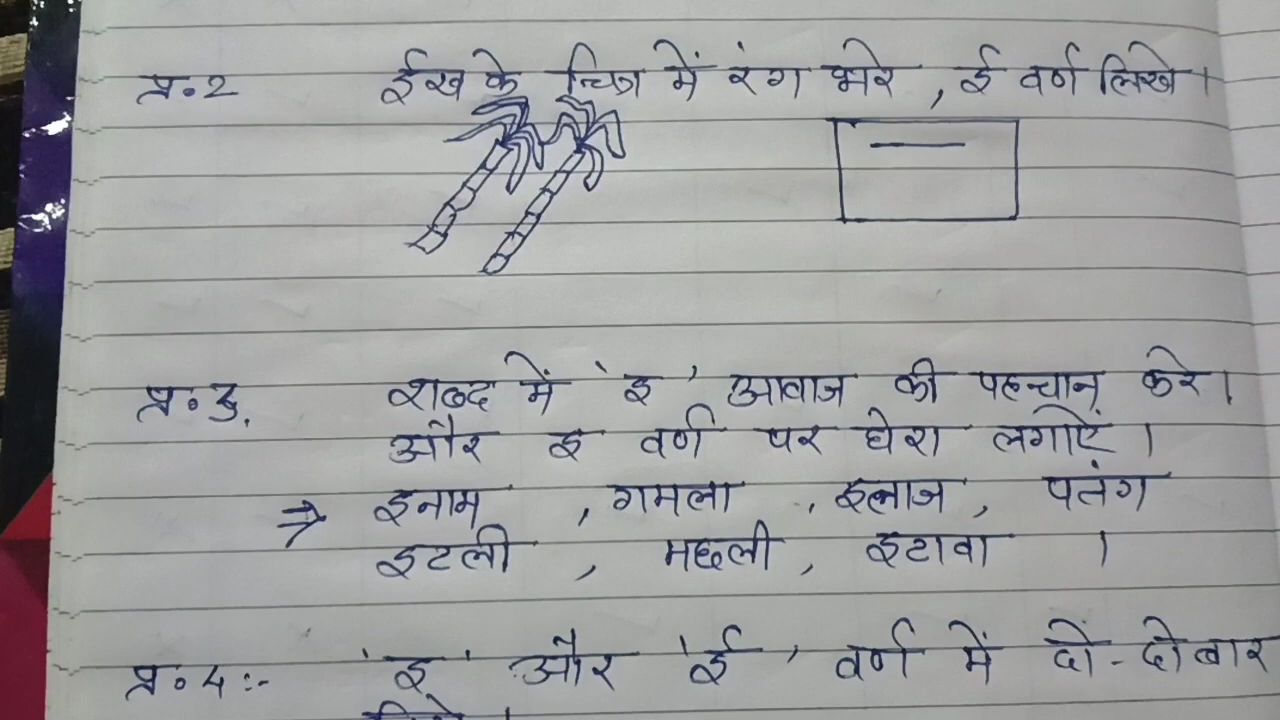 प्र.2 ईख के चित्र में रंग भरे , ई वर्ण लिखे ।
प्र.3. शब्द में 'इ' आवाज की पहचान करे ।
और इ वर्ण पर घेरा लगाऐं ।
⇒ इनाम , गमला , इलाज , पतंग
इटली , मछली , इटावा ।
प्र.4 :- 'इ' और 'ई' वर्ण में दो-दो बार